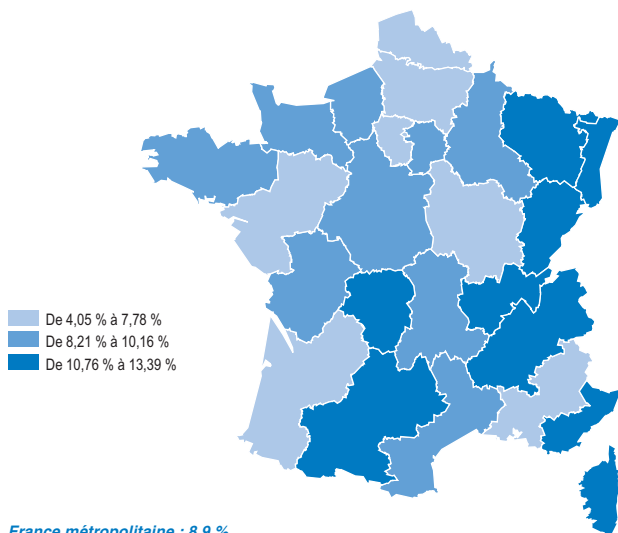 De 4,05 % à 7,78 %
De 8,21 % à 10,16 %
De 10,76 % à 13,39 %
France métropolitaine : 8,9 %